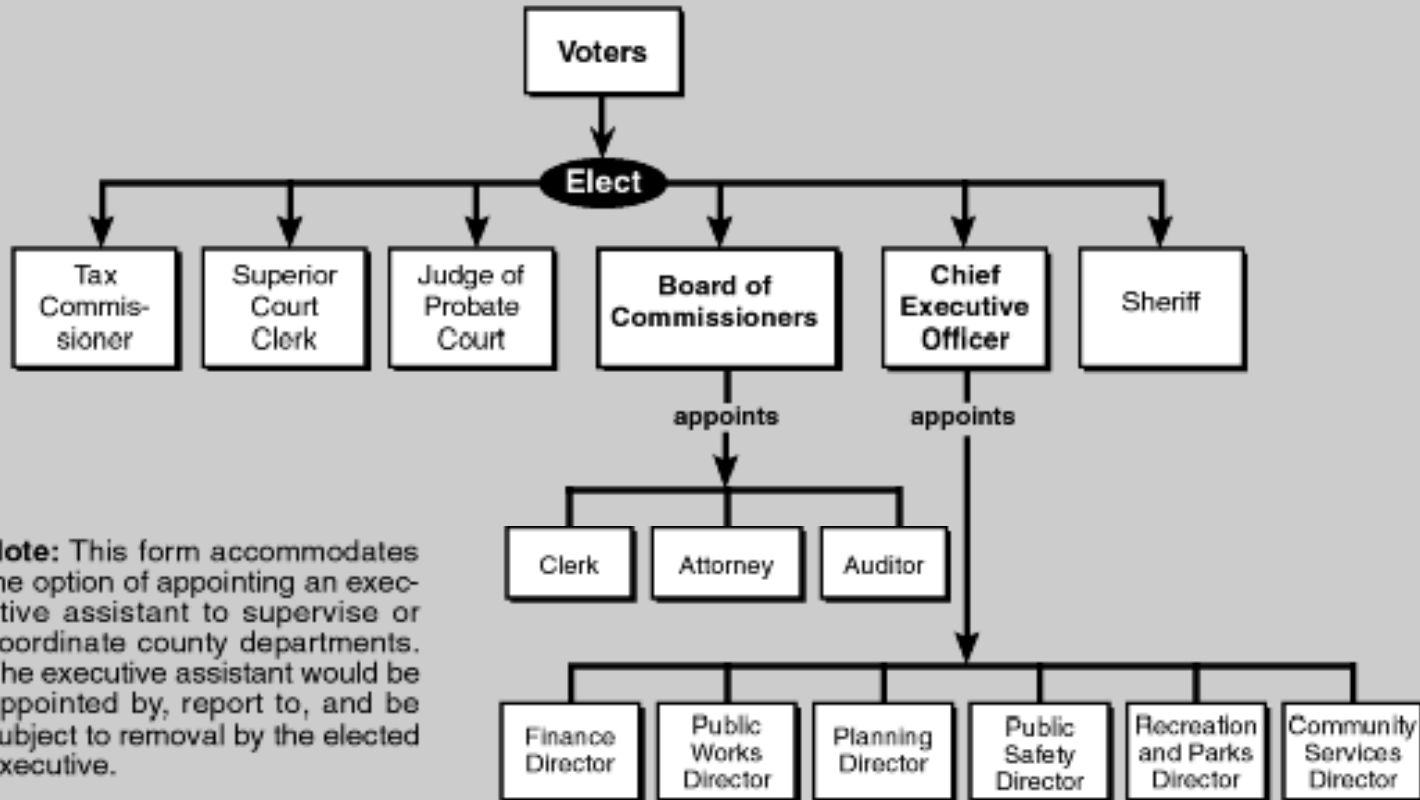 Voters
Elect
Tax
Commis-
sioner
Superior
Court
Clerk
Judge of
Probate
Court
Board of
Commissioners
Chief
Executive
Officer
Sheriff
appoints
appoints
Clerk
Attorney
Auditor
Note: This form accommodates
he option of appointing an exec-
tive assistant to supervise or
oordinate county departments.
he executive assistant would be
ppointed by, report to, and be
ubject to removal by the elected
xecutive.
Finance
Director
Public
Works
Director
Planning
Director
Public
Safety
Director
Recreation
and Parks
Director
Community
Services
Director